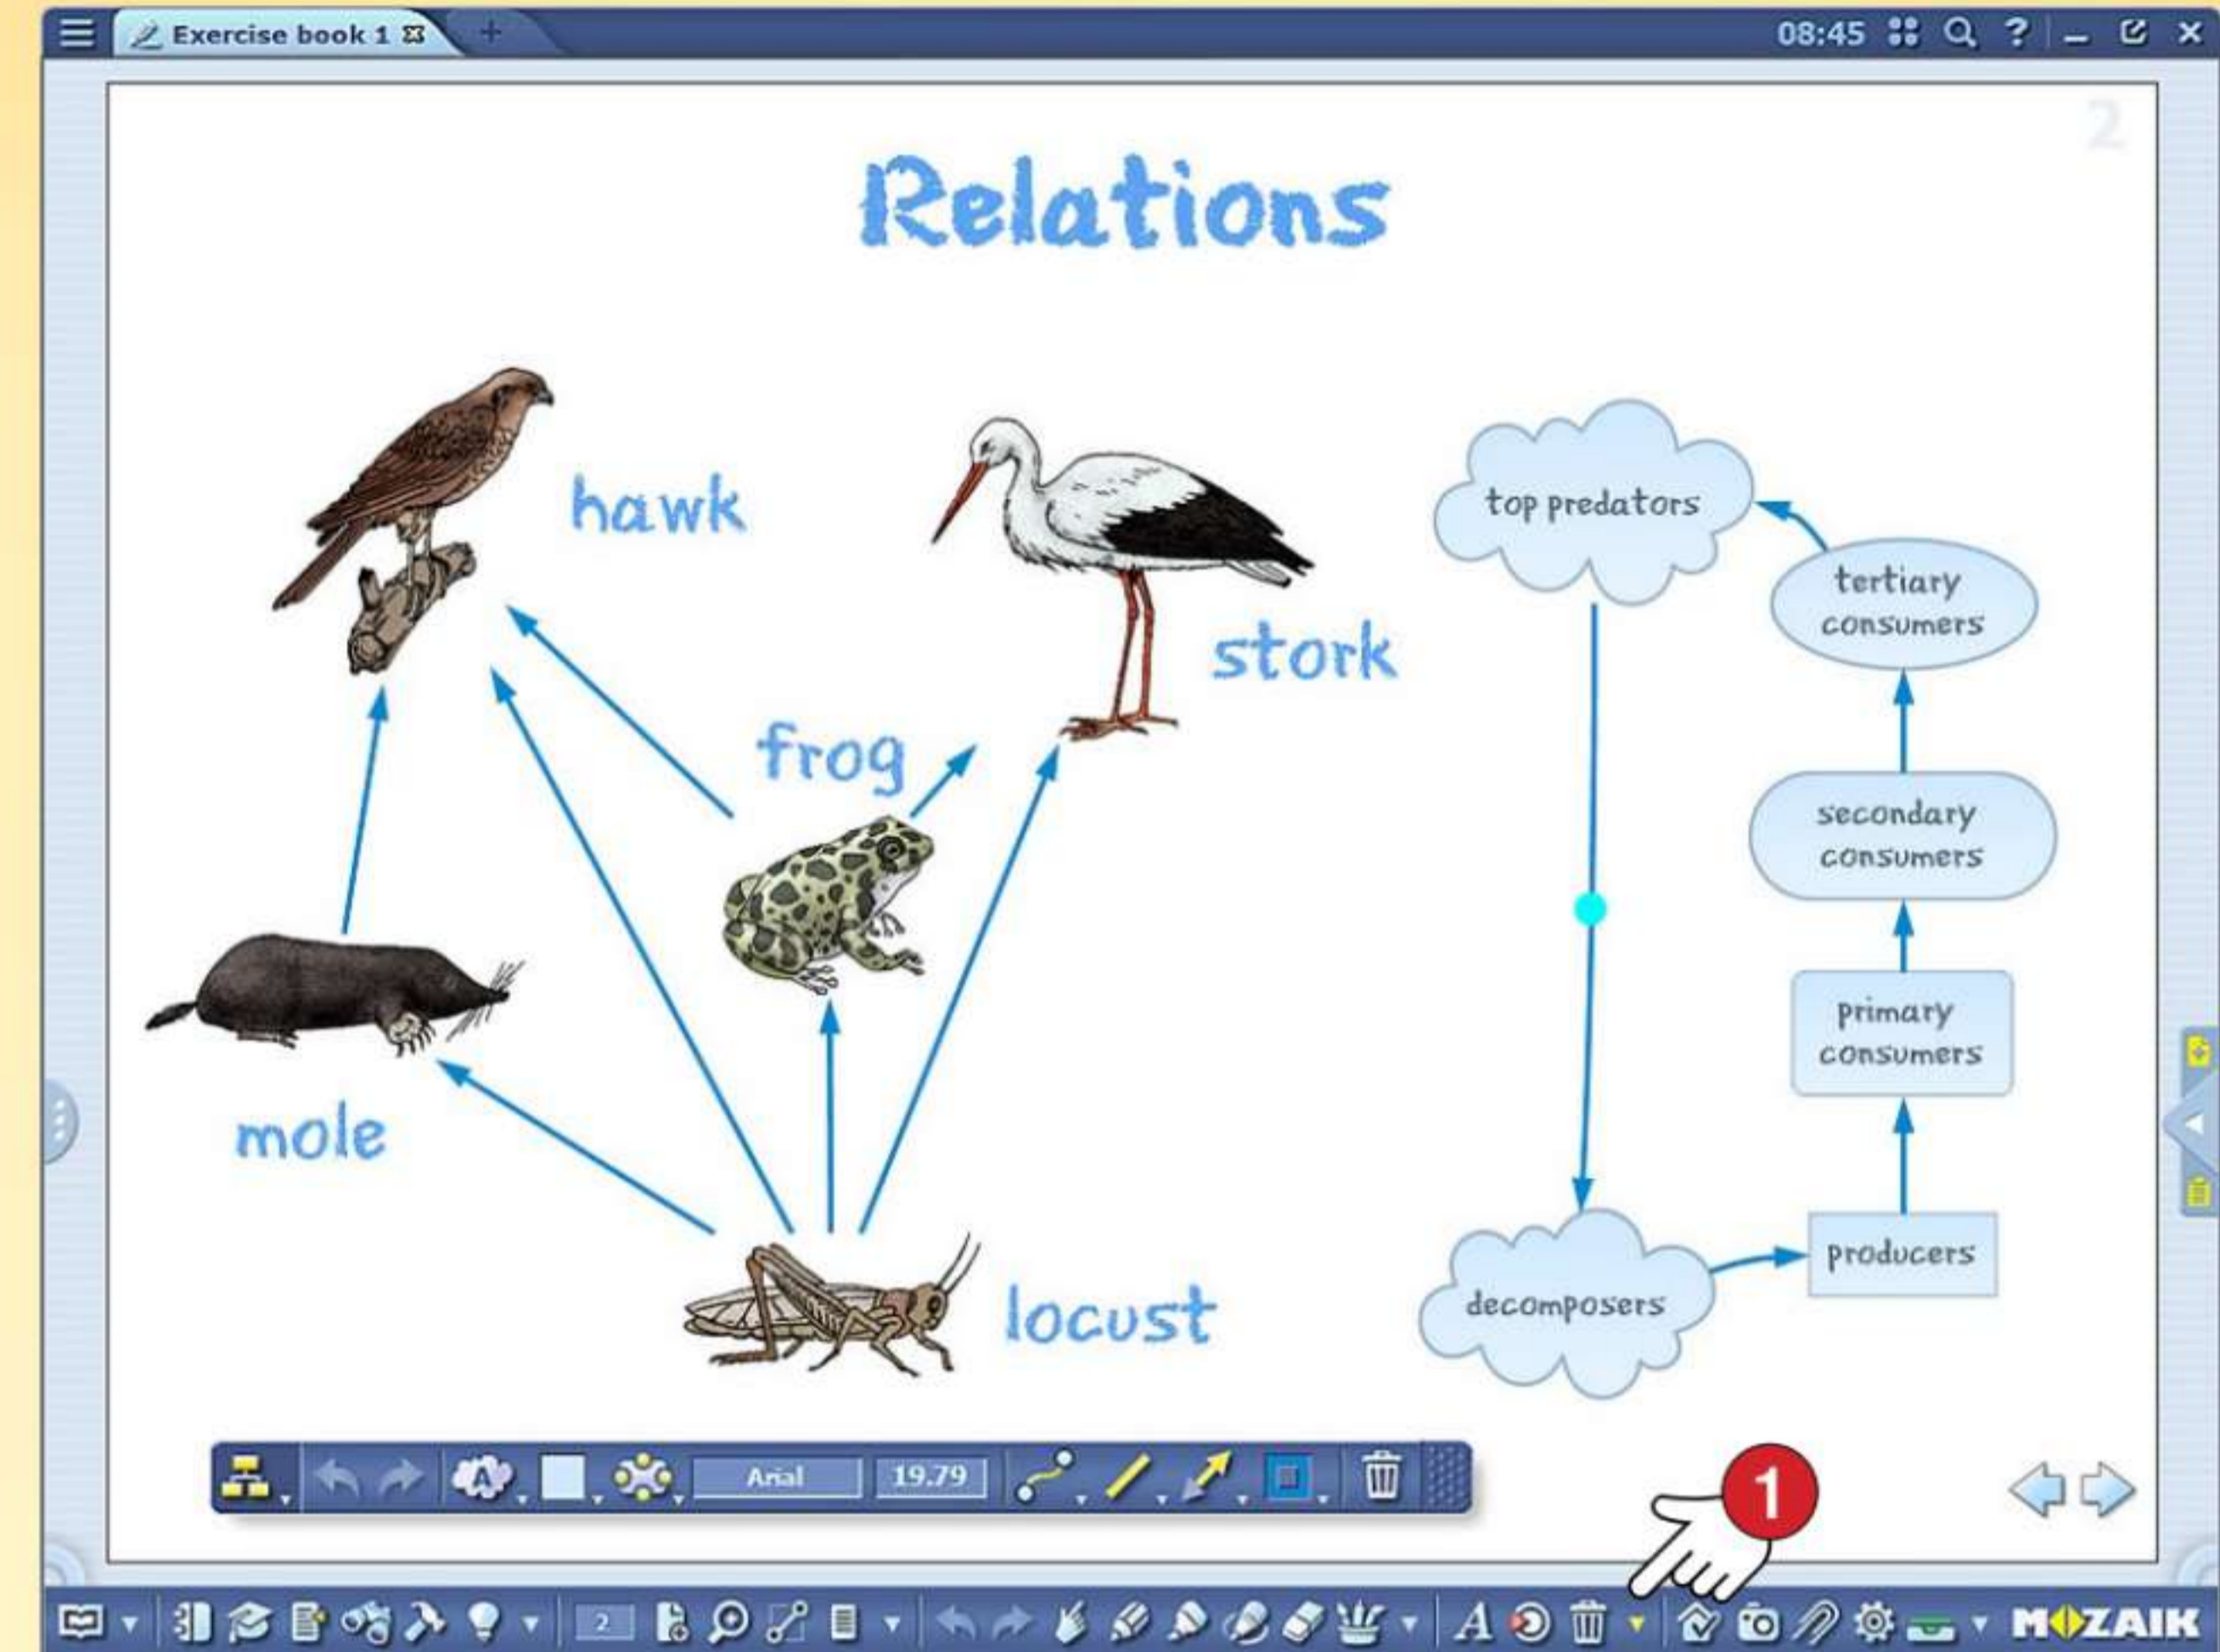 Exercise book 1
08:45
2
Relations
hawk
stork
frog
mole
locust
top predators
tertiary
consumers
secondary
consumers
primary
consumers
producers
decomposers
A
Arial
19.79
1
2
A
MOZAIK